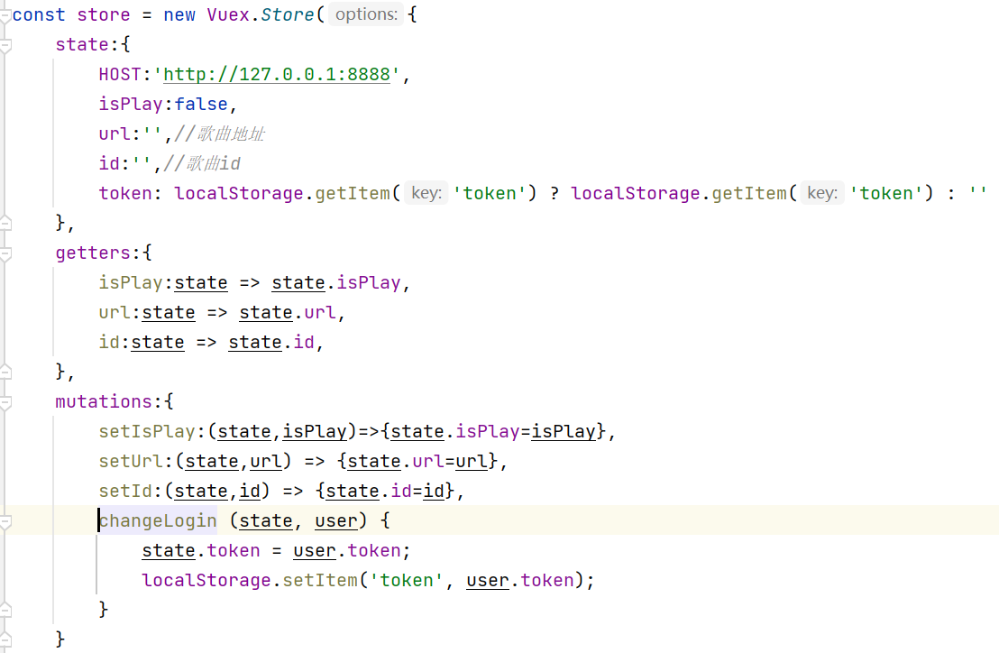 const store = new Vuex.Store( options: {
    state:{
        HOST:'http://127.0.0.1:8888',
        isPlay:false,
        url:'',//歌曲地址
        id:'',//歌曲id
        token: localStorage.getItem( key: 'token') ? localStorage.getItem( key: 'token') : ''
    },
    getters:{
        isPlay:state => state.isPlay,
        url:state => state.url,
        id:state => state.id,
    },
    mutations:{
        setIsPlay:(state,isPlay)=>{state.isPlay=isPlay},
        setUrl:(state,url) => {state.url=url},
        setId:(state,id) => {state.id=id},
        changeLogin (state, user) {
            state.token = user.token;
            localStorage.setItem('token', user.token);
        }
    }